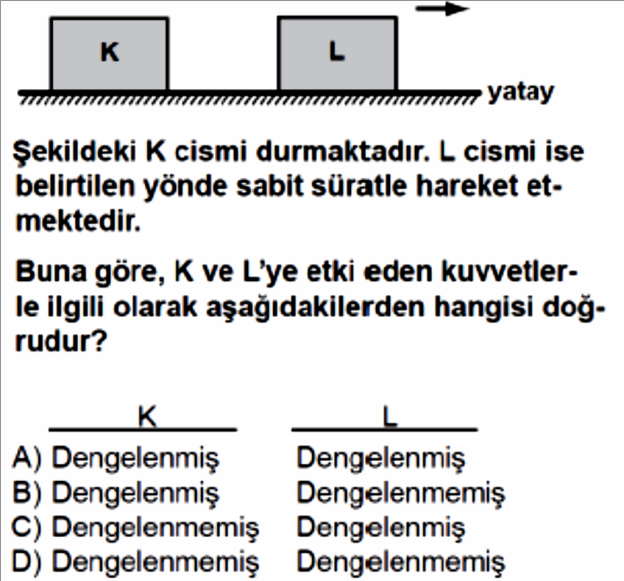 K L
yatay
Şekildeki K cismi durmaktadır. L cismi ise
belirtilen yönde sabit süratle hareket et-
mektedir.
Buna göre, K ve L'ye etki eden kuvvetler-
le ilgili olarak aşağıdakilerden hangisi doğ-
rudur?
K L
A) Dengelenmiş Dengelenmiş
B) Dengelenmiş Dengelenmemiş
C) Dengelenmemiş Dengelenmiş
D) Dengelenmemiş Dengelenmemiş